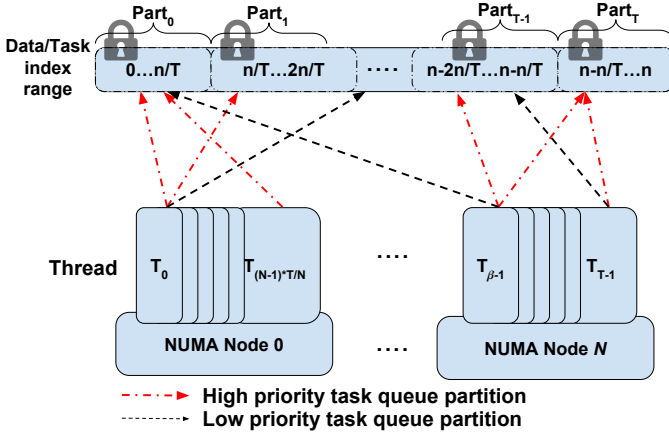 Part0 Part1 PartT-1 PartT
Data/Task
index
range
0...n/T n/T...2n/T .... n-2n/T...n-n/T n-n/T...n
Thread
T0 T(N-1)*T/N .... Tβ-1 TT-1
NUMA Node 0 .... NUMA Node N
High priority task queue partition
Low priority task queue partition